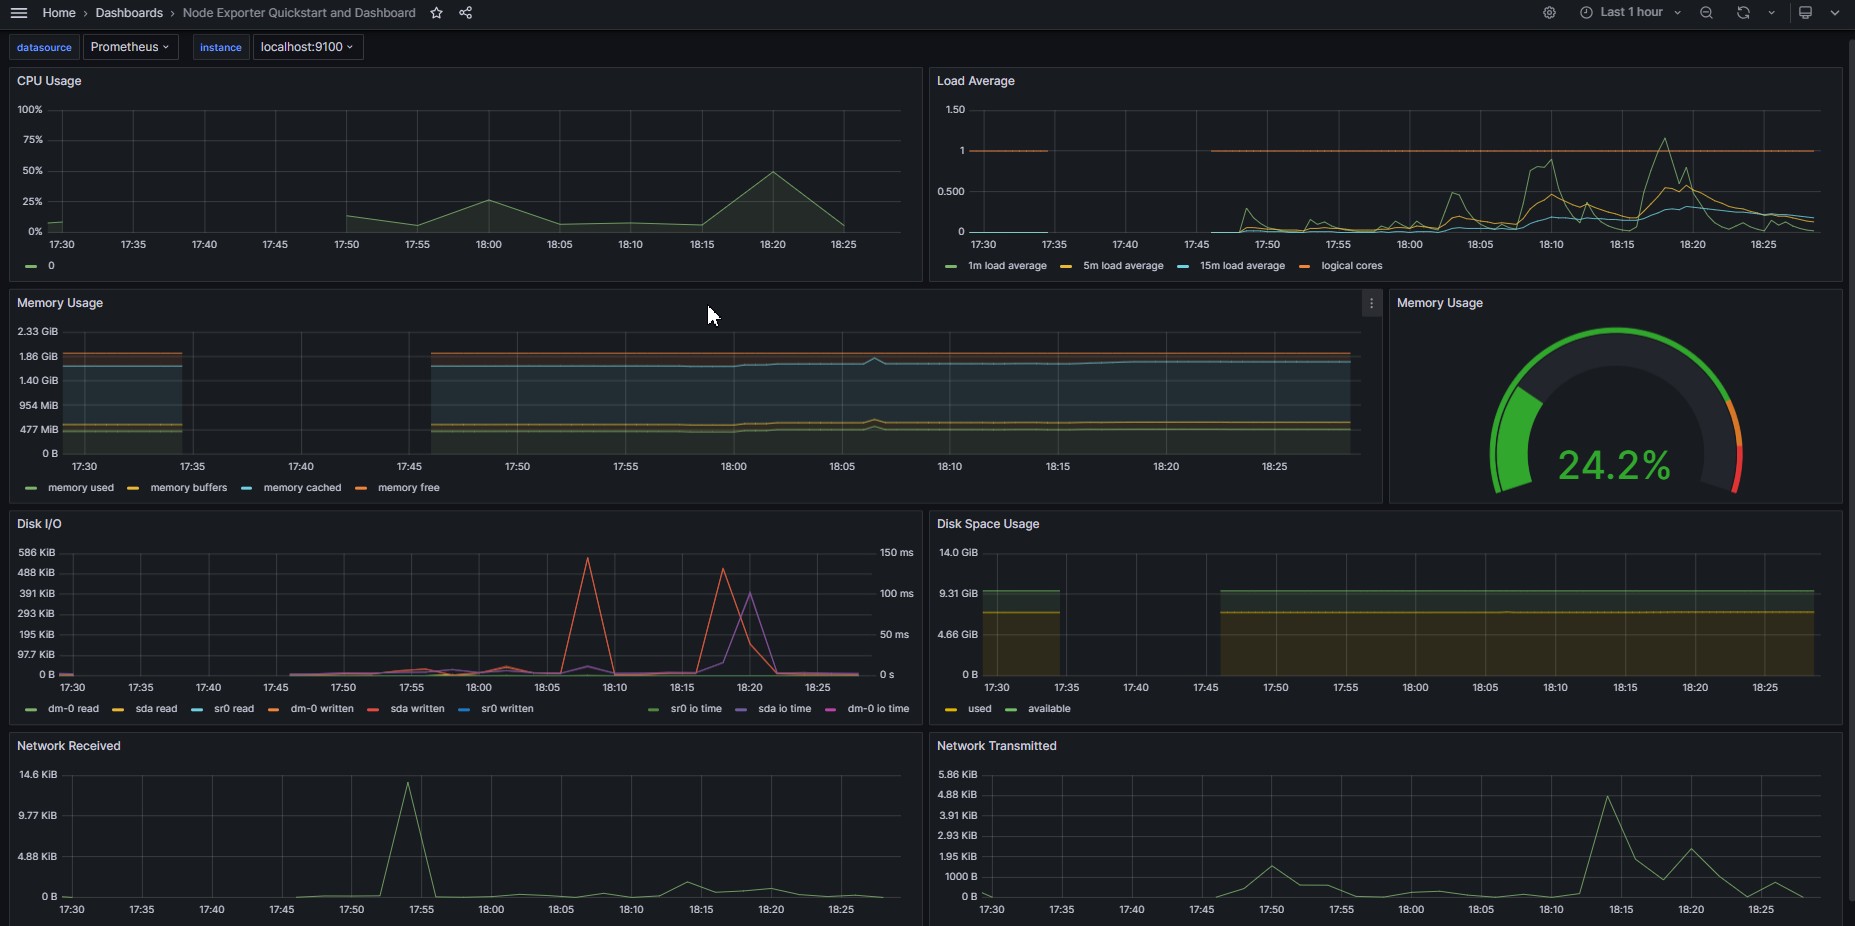 Home › Dashboards › Node Exporter Quickstart and Dashboard
Last 1 hour
datasource Prometheus instance localhost:9100
CPU Usage
100%
75%
50%
25%
0%
17:30 17:35 17:40 17:45 17:50 17:55 18:00 18:05 18:10 18:15 18:20 18:25
0
Load Average
1.50
1
0.500
0
17:30 17:35 17:40 17:45 17:50 17:55 18:00 18:05 18:10 18:15 18:20 18:25
1m load average 5m load average 15m load average logical cores
Memory Usage
2.33 GiB
1.86 GiB
1.40 GiB
954 MiB
477 MiB
0 B
17:30 17:35 17:40 17:45 17:50 17:55 18:00 18:05 18:10 18:15 18:20 18:25
memory used memory buffers memory cached memory free
Memory Usage
24.2%
Disk I/O
586 KiB
488 KiB
391 KiB
293 KiB
195 KiB
97.7 KiB
0 B
150 ms
100 ms
50 ms
0 s
17:30 17:35 17:40 17:45 17:50 17:55 18:00 18:05 18:10 18:15 18:20 18:25
dm-0 read sda read sr0 read dm-0 written sda written sr0 written sr0 io time sda io time dm-0 io time
Disk Space Usage
14.0 GiB
9.31 GiB
4.66 GiB
0 B
17:30 17:35 17:40 17:45 17:50 17:55 18:00 18:05 18:10 18:15 18:20 18:25
used available
Network Received
14.6 KiB
9.77 KiB
4.88 KiB
0 B
17:30 17:35 17:40 17:45 17:50 17:55 18:00 18:05 18:10 18:15 18:20 18:25
Network Transmitted
5.86 KiB
4.88 KiB
3.91 KiB
2.93 KiB
1.95 KiB
1000 B
0 B
17:30 17:35 17:40 17:45 17:50 17:55 18:00 18:05 18:10 18:15 18:20 18:25